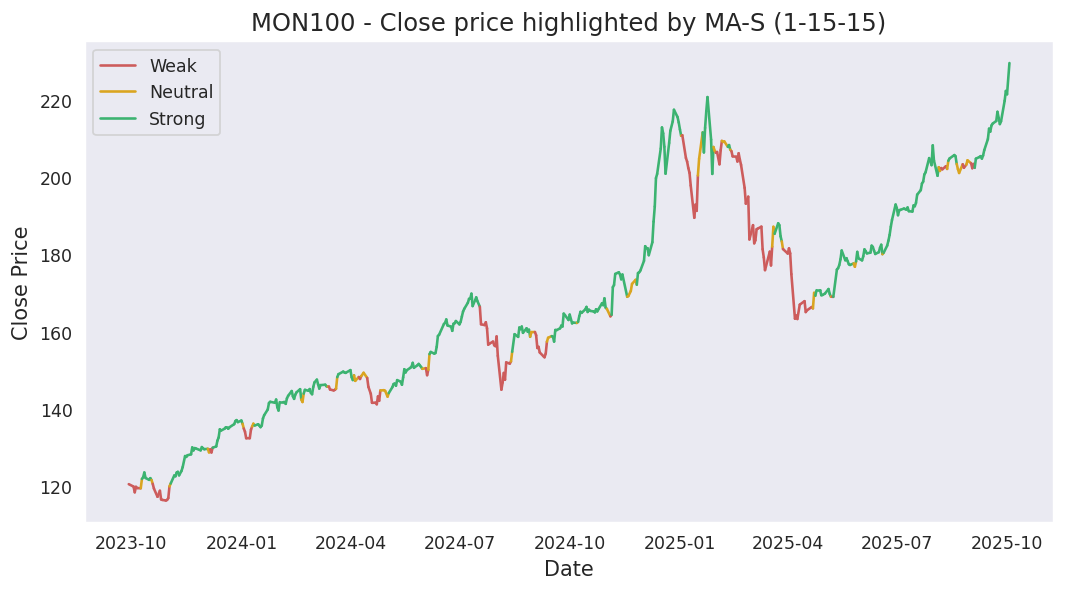 MON100 - Close price highlighted by MA-S (1-15-15)
Weak
Neutral
Strong
Close Price
220
200
180
160
140
120
2023-10 2024-01 2024-04 2024-07 2024-10 2025-01 2025-04 2025-07 2025-10
Date